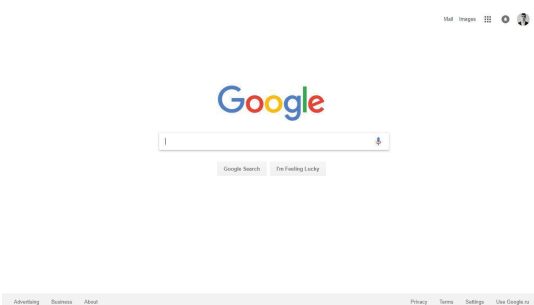 Mail Images
Google
Google Search I'm Feeling Lucky
Advertising Business About Privacy Terms Settings Use Google.ru